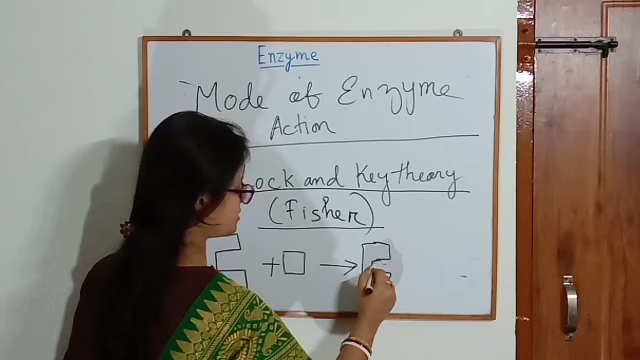 Enzyme
Mode of Enzyme
Action
ock and Key theory
(Fisher)
+ →